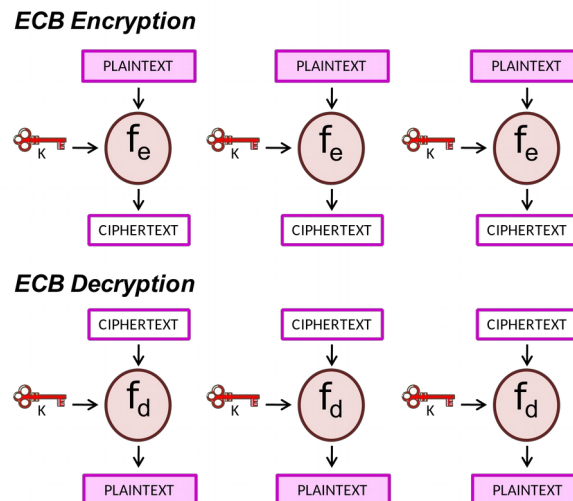 ECB Encryption
PLAINTEXT PLAINTEXT PLAINTEXT
K fe K fe K fe
CIPHERTEXT CIPHERTEXT CIPHERTEXT
ECB Decryption
CIPHERTEXT CIPHERTEXT CIPHERTEXT
K fd K fd K fd
PLAINTEXT PLAINTEXT PLAINTEXT